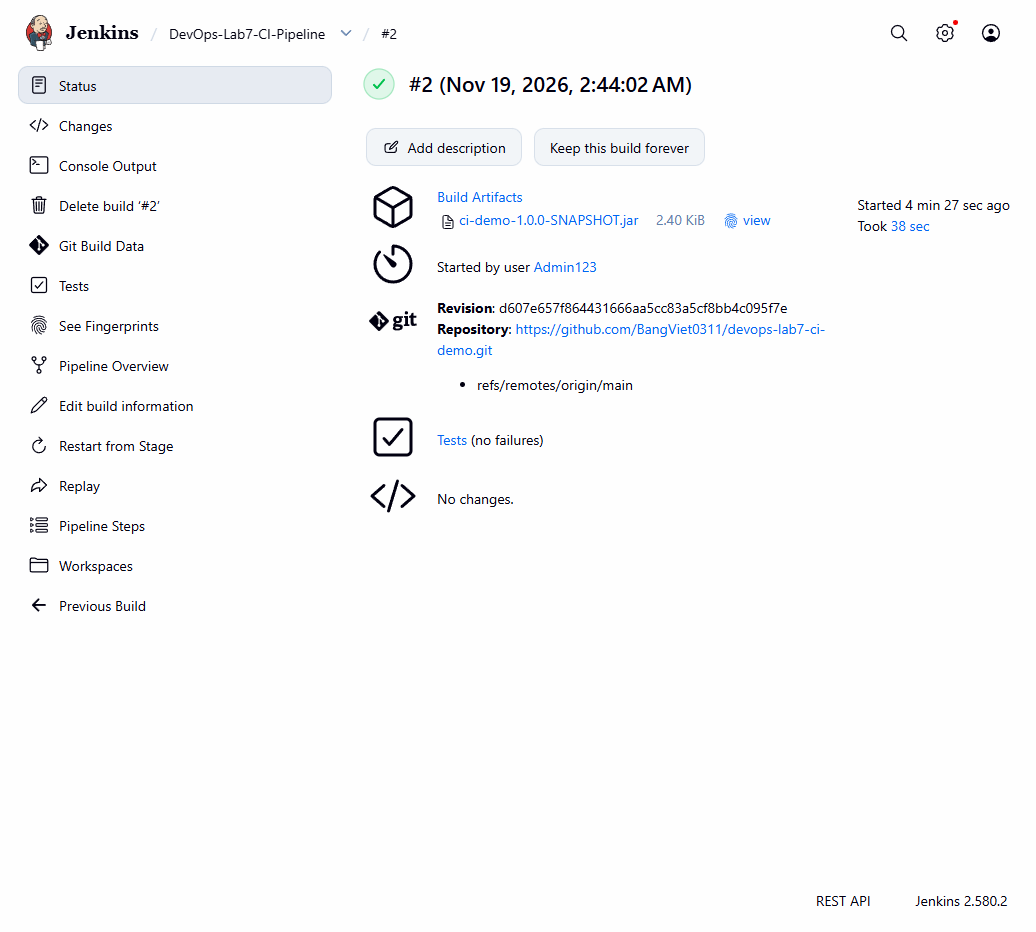 Jenkins / DevOps-Lab7-CI-Pipeline / #2
Status
Changes
Console Output
Delete build ‘#2’
Git Build Data
Tests
See Fingerprints
Pipeline Overview
Edit build information
Restart from Stage
Replay
Pipeline Steps
Workspaces
Previous Build
#2 (Nov 19, 2026, 2:44:02 AM)
Add description
Keep this build forever
Build Artifacts
ci-demo-1.0.0-SNAPSHOT.jar 2.40 KiB view
Started 4 min 27 sec ago
Took 38 sec
Started by user Admin123
git
Revision: d607e657f864431666aa5cc83a5cf8bb4c095f7e
Repository: https://github.com/BangViet0311/devops-lab7-ci-
demo.git
refs/remotes/origin/main
Tests (no failures)
No changes.
REST API
Jenkins 2.580.2